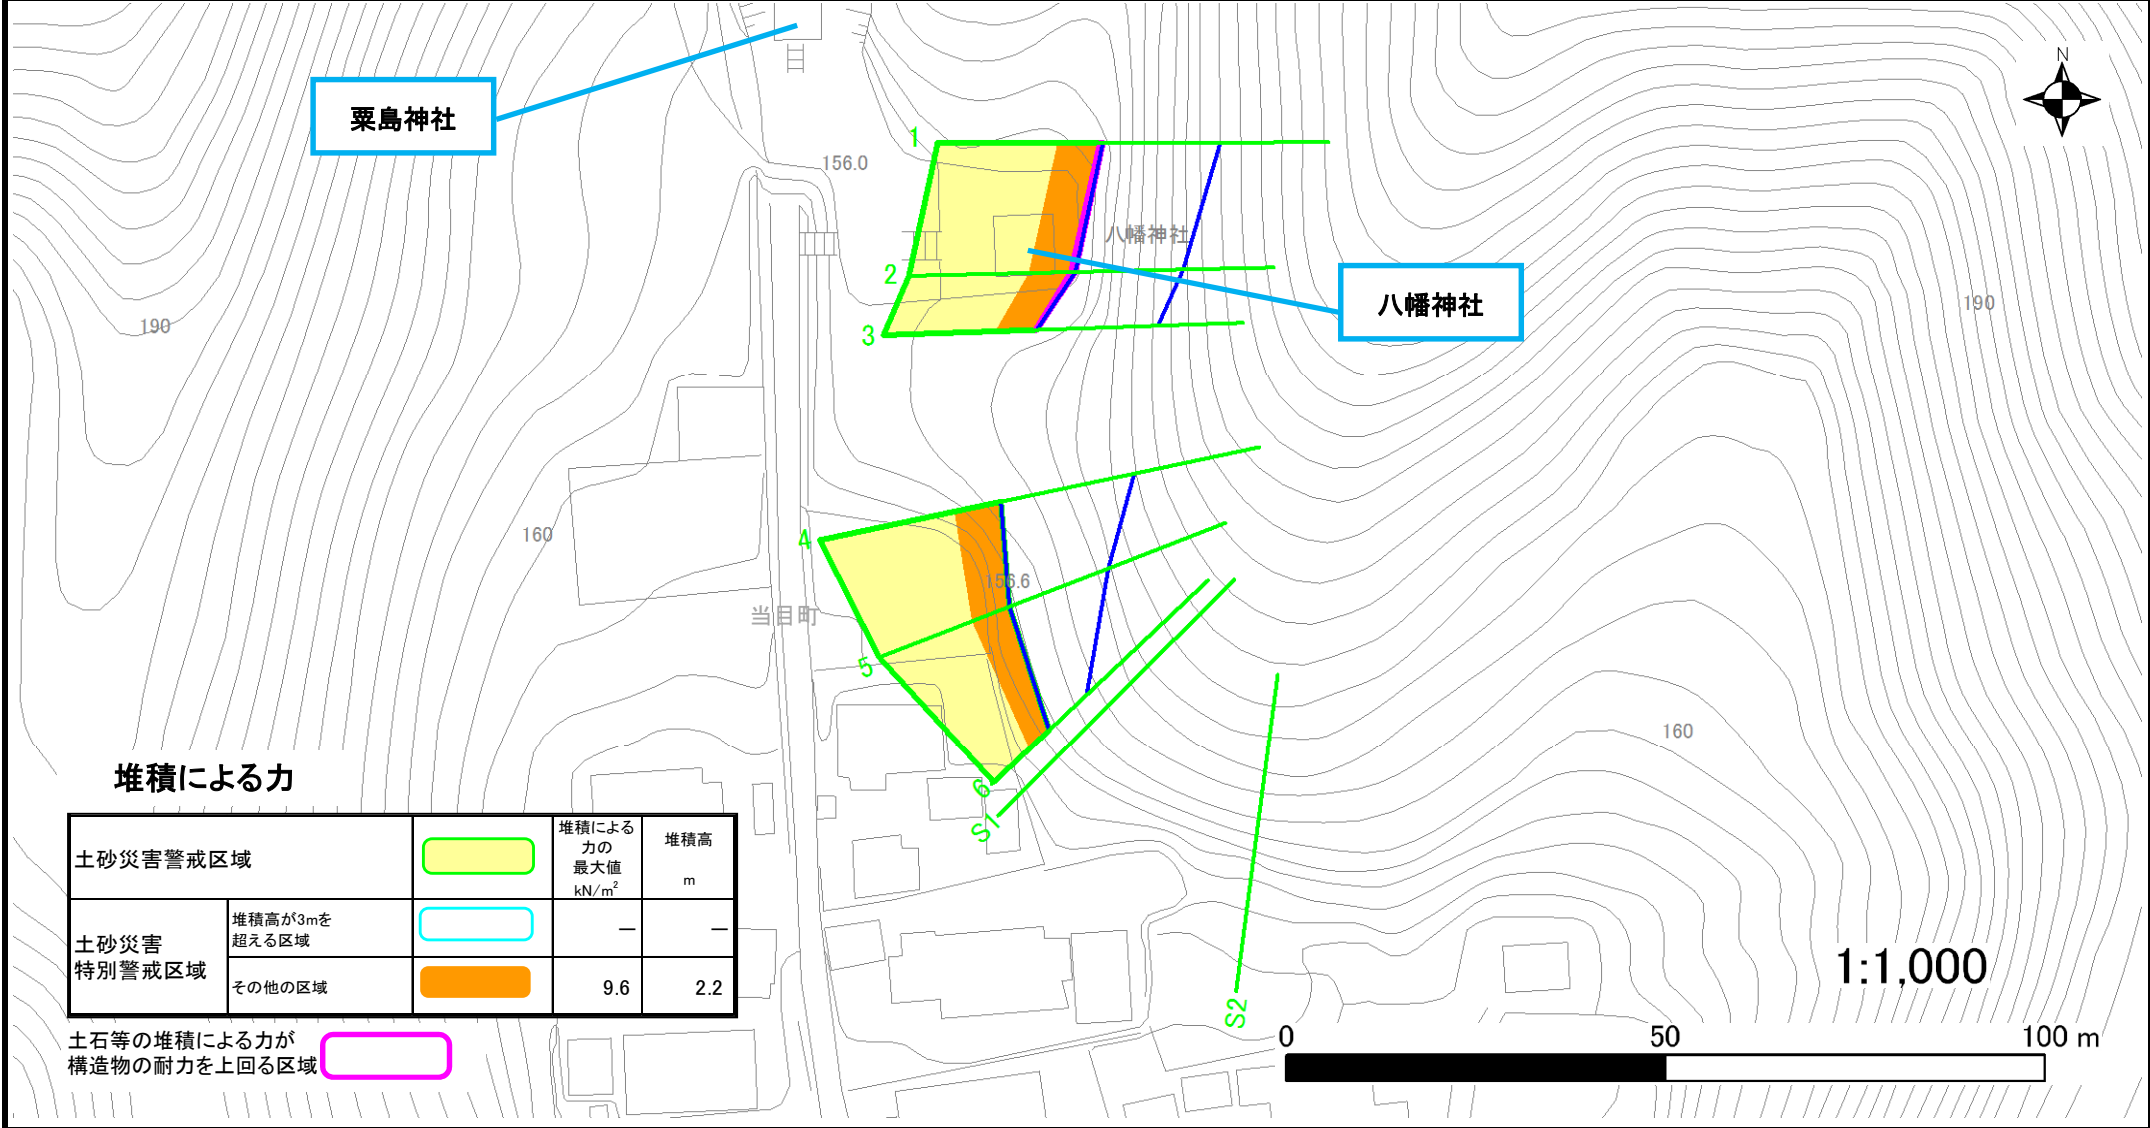 N
粟島神社
1
156.0
八幡神社
2
190
3
八幡神社
190
160
4
156.6
当目町
5
160
6
S1
S2
堆積による力
土砂災害警戒区域
堆積による
力の
最大値
kN/m²
堆積高
m
土砂災害
特別警戒区域
堆積高が3mを
超える区域
— —
その他の区域
9.6 2.2
土石等の堆積による力が
構造物の耐力を上回る区域
1:1,000
0 50 100 m